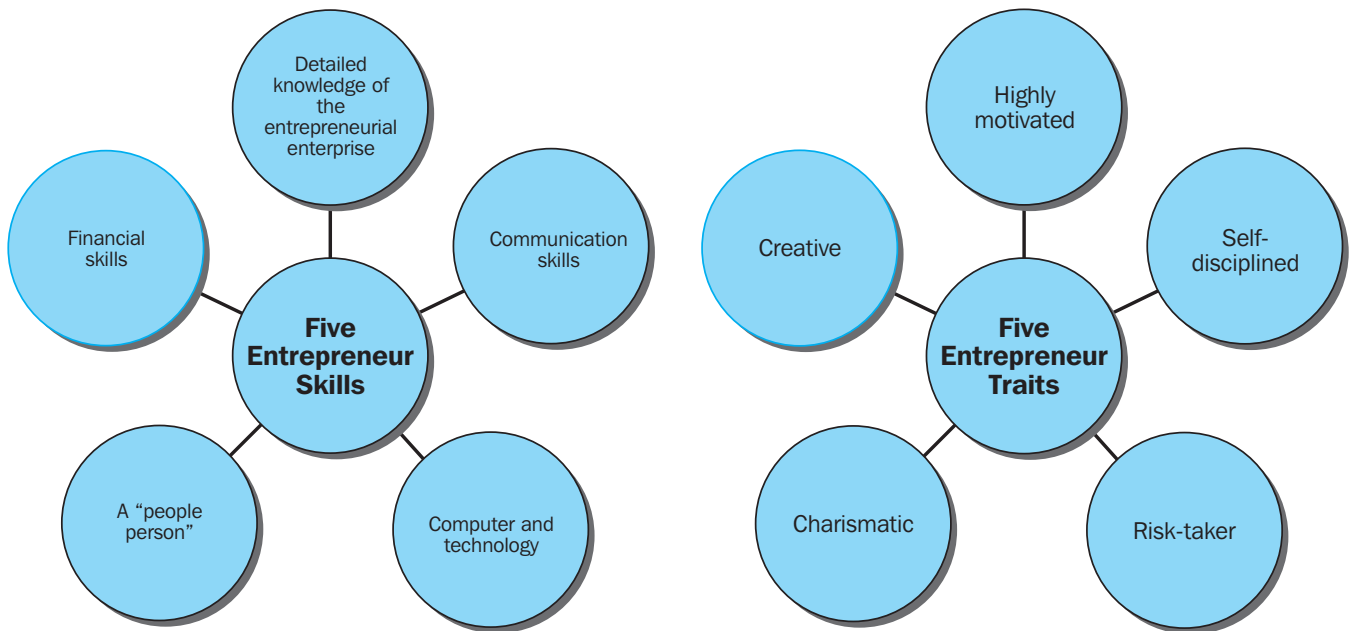 Detailed
knowledge of
the
entrepreneurial
enterprise
Financial
skills
Communication
skills
Five
Entrepreneur
Skills
A “people
person”
Computer and
technology
Highly
motivated
Creative
Self-
disciplined
Five
Entrepreneur
Traits
Charismatic
Risk-taker